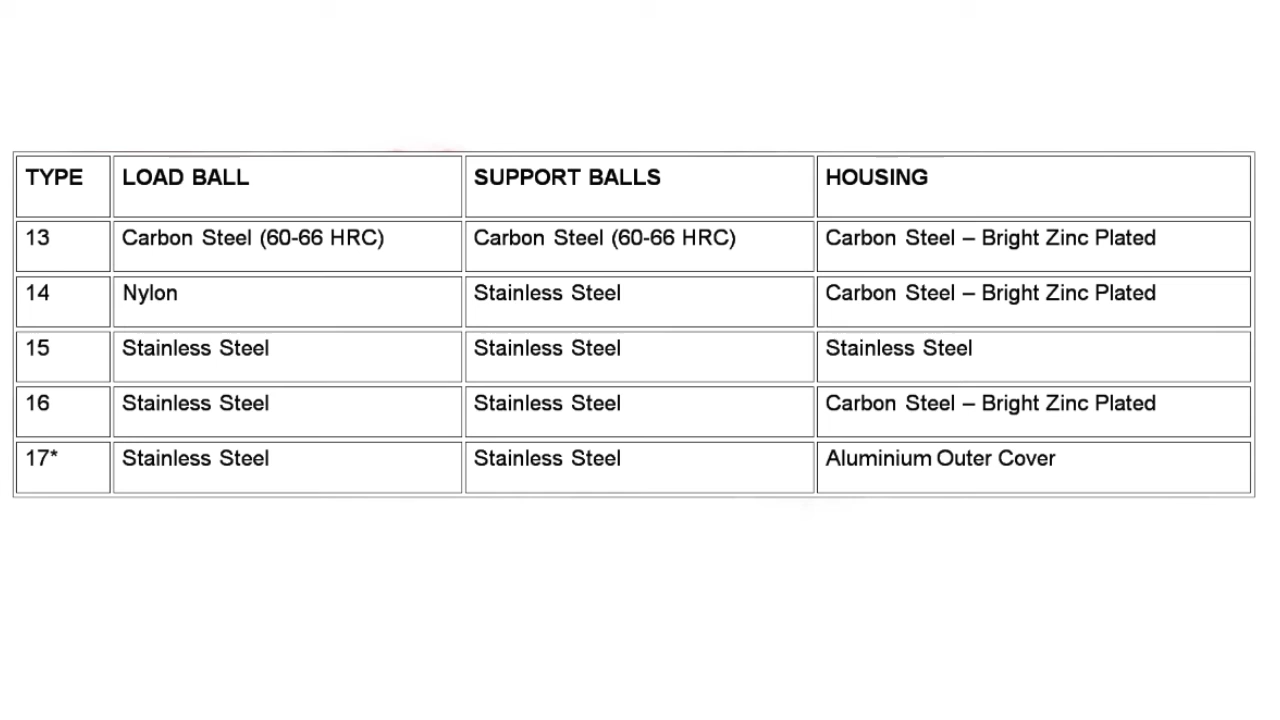 TYPE LOAD BALL SUPPORT BALLS HOUSING
13 Carbon Steel (60-66 HRC) Carbon Steel (60-66 HRC) Carbon Steel – Bright Zinc Plated
14 Nylon Stainless Steel Carbon Steel – Bright Zinc Plated
15 Stainless Steel Stainless Steel Stainless Steel
16 Stainless Steel Stainless Steel Carbon Steel – Bright Zinc Plated
17* Stainless Steel Stainless Steel Aluminium Outer Cover